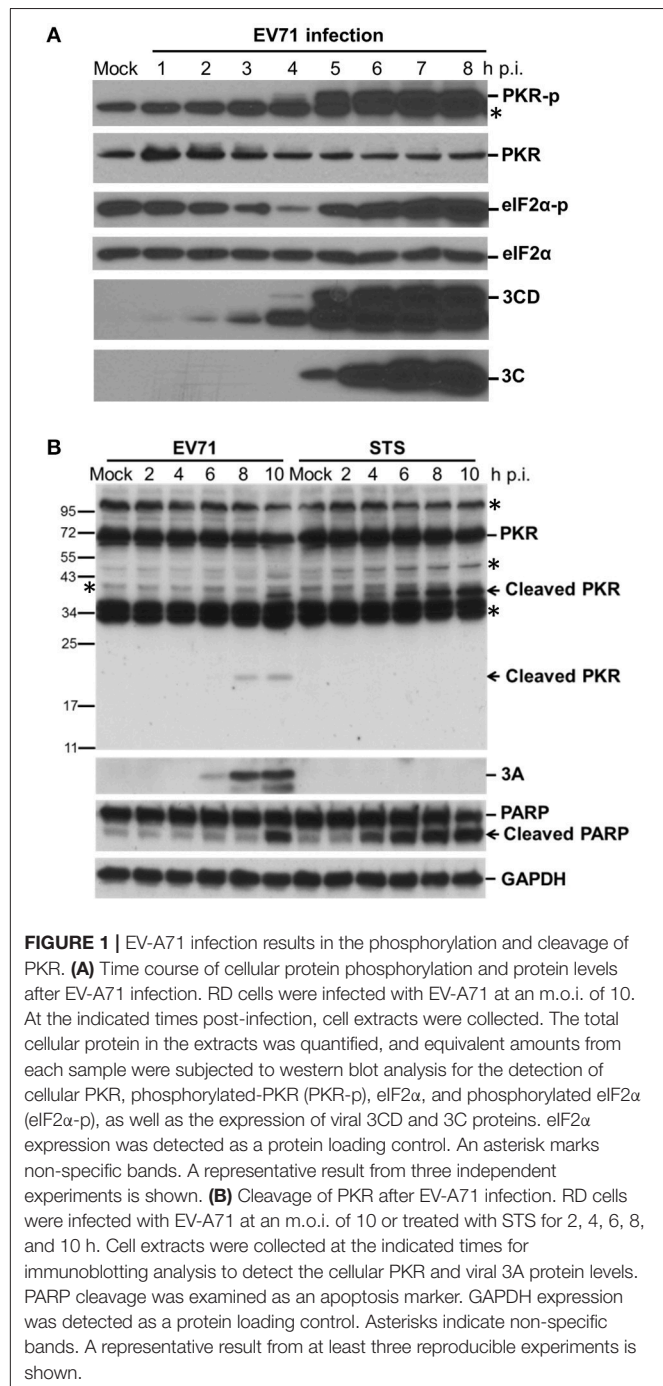 A
EV71 infection
Mock 1 2 3 4 5 6 7 8 h p.i.
PKR-p
*
PKR
eIF2α-p
eIF2α
3CD
3C
B
EV71 STS
Mock 2 4 6 8 10 Mock 2 4 6 8 10 h p.i.
95 *
72 PKR
55 *
43
* Cleaved PKR
34 *
25
Cleaved PKR
17
11
3A
PARP
Cleaved PARP
GAPDH
FIGURE 1 | EV-A71 infection results in the phosphorylation and cleavage of
PKR. (A) Time course of cellular protein phosphorylation and protein levels
after EV-A71 infection. RD cells were infected with EV-A71 at an m.o.i. of 10.
At the indicated times post-infection, cell extracts were collected. The total
cellular protein in the extracts was quantified, and equivalent amounts from
each sample were subjected to western blot analysis for the detection of
cellular PKR, phosphorylated-PKR (PKR-p), eIF2α, and phosphorylated eIF2α
(eIF2α-p), as well as the expression of viral 3CD and 3C proteins. eIF2α
expression was detected as a protein loading control. An asterisk marks
non-specific bands. A representative result from three independent
experiments is shown. (B) Cleavage of PKR after EV-A71 infection. RD cells
were infected with EV-A71 at an m.o.i. of 10 or treated with STS for 2, 4, 6, 8,
and 10 h. Cell extracts were collected at the indicated times for
immunoblotting analysis to detect the cellular PKR and viral 3A protein levels.
PARP cleavage was examined as an apoptosis marker. GAPDH expression
was detected as a protein loading control. Asterisks indicate non-specific
bands. A representative result from at least three reproducible experiments is
shown.